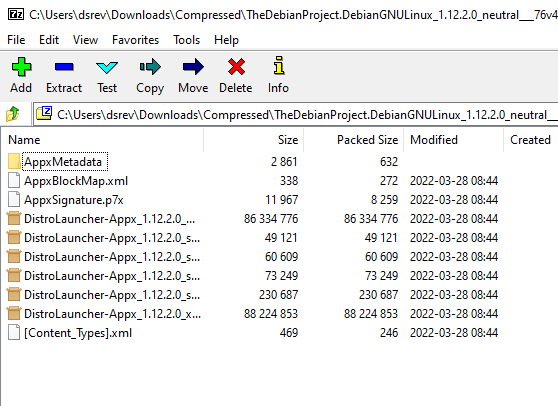 C:\Users\dsrev\Downloads\Compressed\TheDebianProject.DebianGNULinux_1.12.2.0_neutral___76v4
File Edit View Favorites Tools Help
Add Extract Test Copy Move Delete Info
C:\Users\dsrev\Downloads\Compressed\TheDebianProject.DebianGNULinux_1.12.2.0_neutral__
Name Size Packed Size Modified Created
AppxMetadata 2 861 632
AppxBlockMap.xml 338 272 2022-03-28 08:44
AppxSignature.p7x 11 967 8 259 2022-03-28 08:44
DistroLauncher-Appx_1.12.2.0_... 86 334 776 86 334 776 2022-03-28 08:44
DistroLauncher-Appx_1.12.2.0_s... 49 121 49 121 2022-03-28 08:44
DistroLauncher-Appx_1.12.2.0_s... 60 609 60 609 2022-03-28 08:44
DistroLauncher-Appx_1.12.2.0_s... 73 249 73 249 2022-03-28 08:44
DistroLauncher-Appx_1.12.2.0_s... 230 687 230 687 2022-03-28 08:44
DistroLauncher-Appx_1.12.2.0_x... 88 224 853 88 224 853 2022-03-28 08:44
[Content_Types].xml 469 246 2022-03-28 08:44